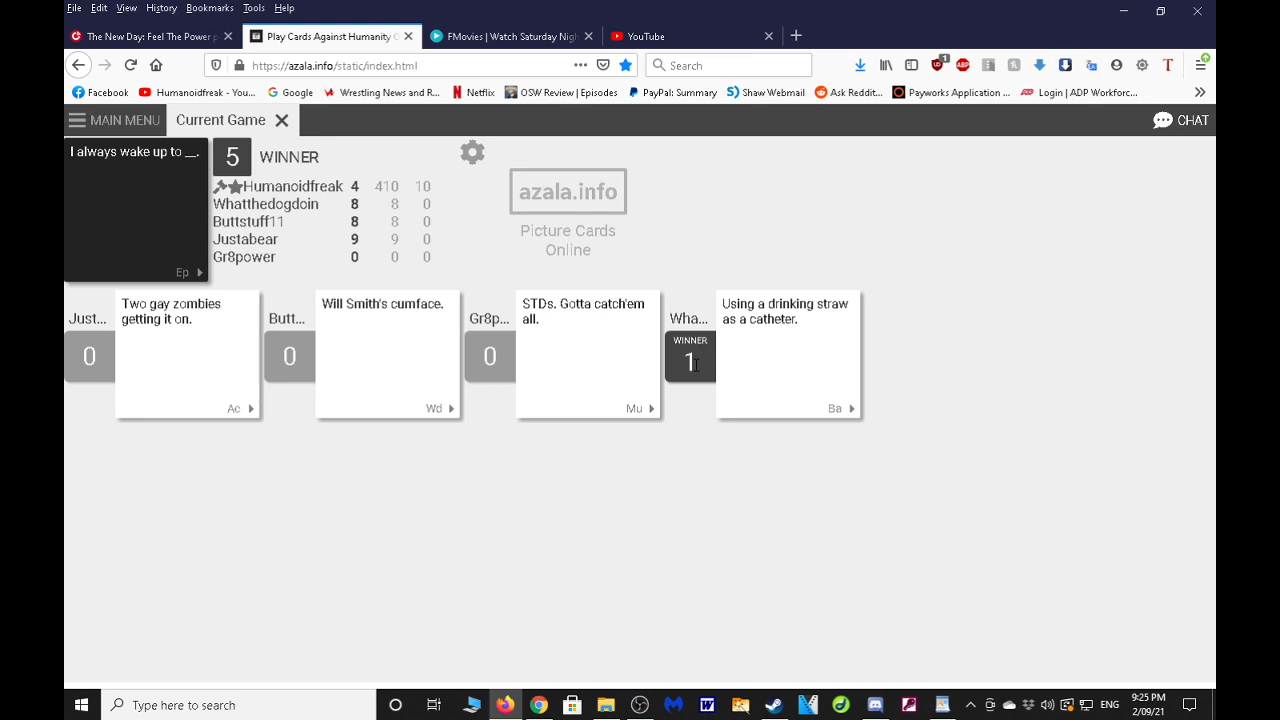 File Edit View History Bookmarks Tools Help
The New Day: Feel The Power p
Play Cards Against Humanity O
FMovies | Watch Saturday Nigh
YouTube
https://azala.info/static/index.html
Search
Facebook
Humanoidfreak - You...
Google
Wrestling News and R...
Netflix
OSW Review | Episodes
PayPal: Summary
Shaw Webmail
Ask Reddit...
Payworks Application ...
Login | ADP Workforc...
MAIN MENU
Current Game
CHAT
I always wake up to __.
Ep
5 WINNER
Humanoidfreak 4 410 10
Whatthedogdoin 8 8 0
Buttstuff11 8 8 0
Justabear 9 9 0
Gr8power 0 0 0
azala.info
Picture Cards
Online
Just...
0
Two gay zombies
getting it on.
Ac
Butt...
0
Will Smith's cumface.
Wd
Gr8p...
0
STDs. Gotta catch'em
all.
Mu
Wha...
WINNER
1
Using a drinking straw
as a catheter.
Ba
Type here to search
ENG
9:25 PM
2/09/21